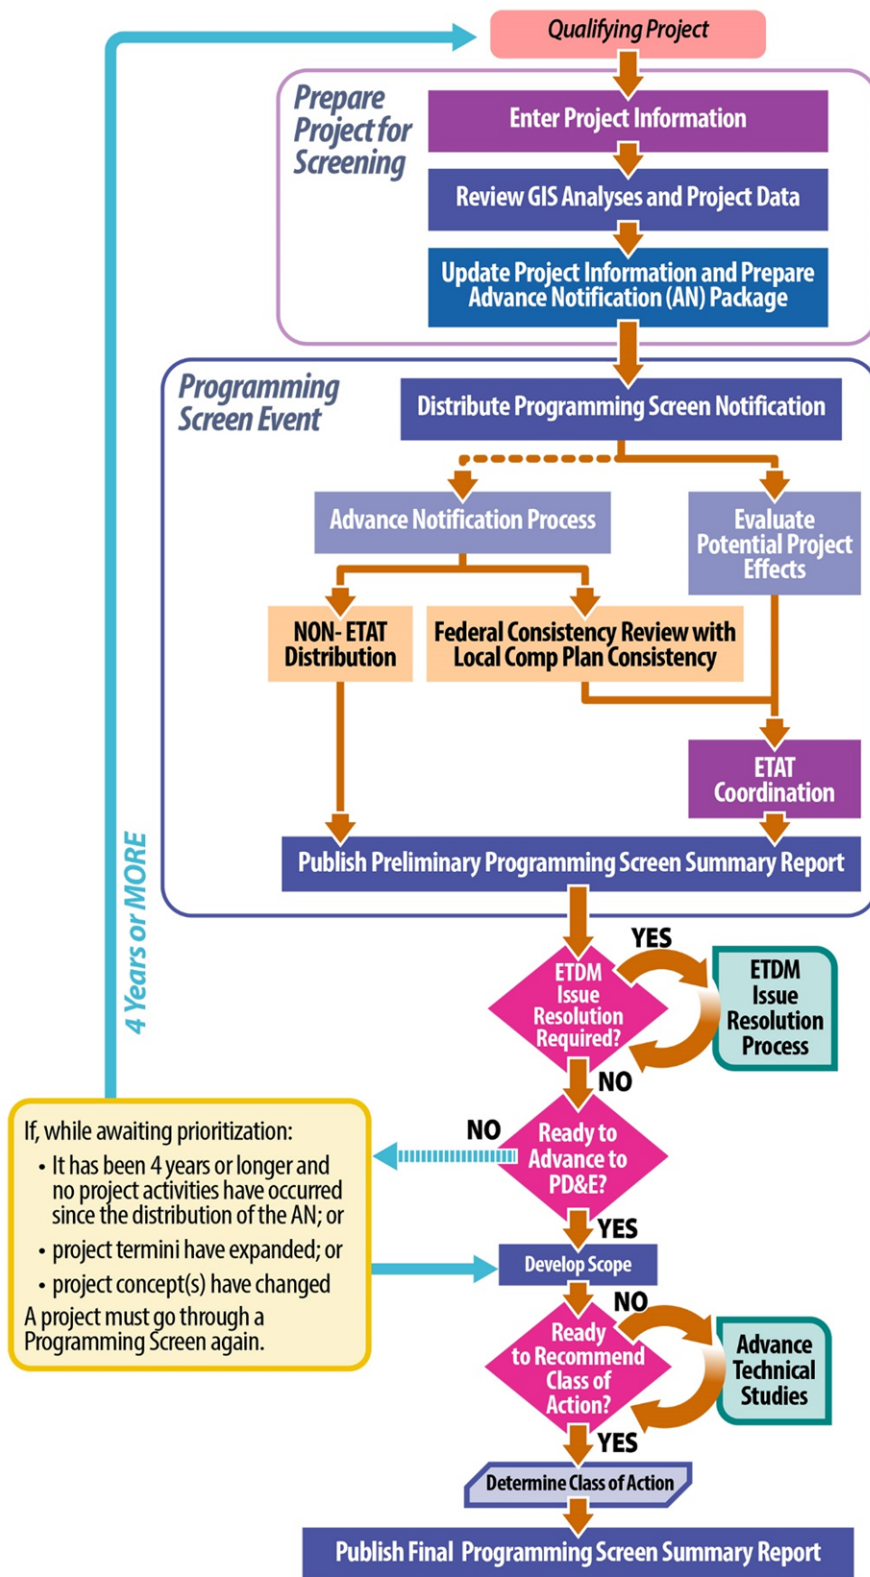 Qualifying Project
Prepare
Project for
Screening
Enter Project Information
Review GIS Analyses and Project Data
Update Project Information and Prepare
Advance Notification (AN) Package
Programming
Screen Event
Distribute Programming Screen Notification
Advance Notification Process
Evaluate
Potential Project
Effects
NON- ETAT
Distribution
Federal Consistency Review with
Local Comp Plan Consistency
ETAT
Coordination
Publish Preliminary Programming Screen Summary Report
4 Years or MORE
ETDM
Issue
Resolution
Required?
YES
ETDM
Issue
Resolution
Process
NO
Ready to
Advance to
PD&E?
NO
If, while awaiting prioritization:
• It has been 4 years or longer and
no project activities have occurred
since the distribution of the AN; or
• project termini have expanded; or
• project concept(s) have changed
A project must go through a
Programming Screen again.
YES
Develop Scope
Ready
to Recommend
Class of
Action?
NO
Advance
Technical
Studies
YES
Determine Class of Action
Publish Final Programming Screen Summary Report